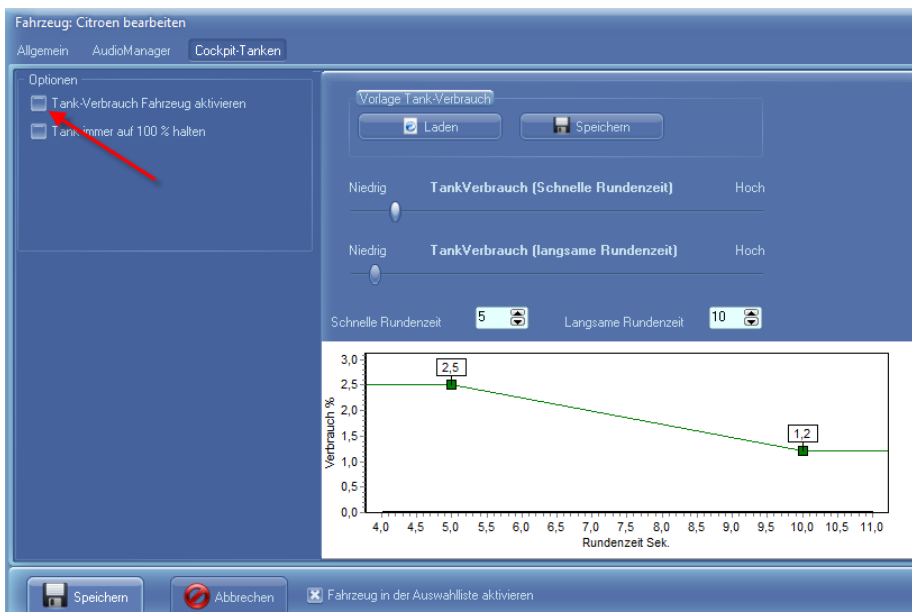 Fahrzeug: Citroen bearbeiten
Allgemein AudioManager Cockpit-Tanken
Optionen
Tank-Verbrauch Fahrzeug aktivieren
Tank immer auf 100 % halten
Vorlage Tank-Verbrauch
Laden Speichern
Niedrig TankVerbrauch (Schnelle Rundenzeit) Hoch
Niedrig TankVerbrauch (langsame Rundenzeit) Hoch
Schnelle Rundenzeit 5 Langsame Rundenzeit 10
3,0
2,5
2,0
1,5
1,0
0,5
0,0
Verbrauch %
2,5
1,2
4,0 4,5 5,0 5,5 6,0 6,5 7,0 7,5 8,0 8,5 9,0 9,5 10,0 10,5 11,0
Rundenzeit Sek.
Speichern Abbrechen Fahrzeug in der Auswahlliste aktivieren